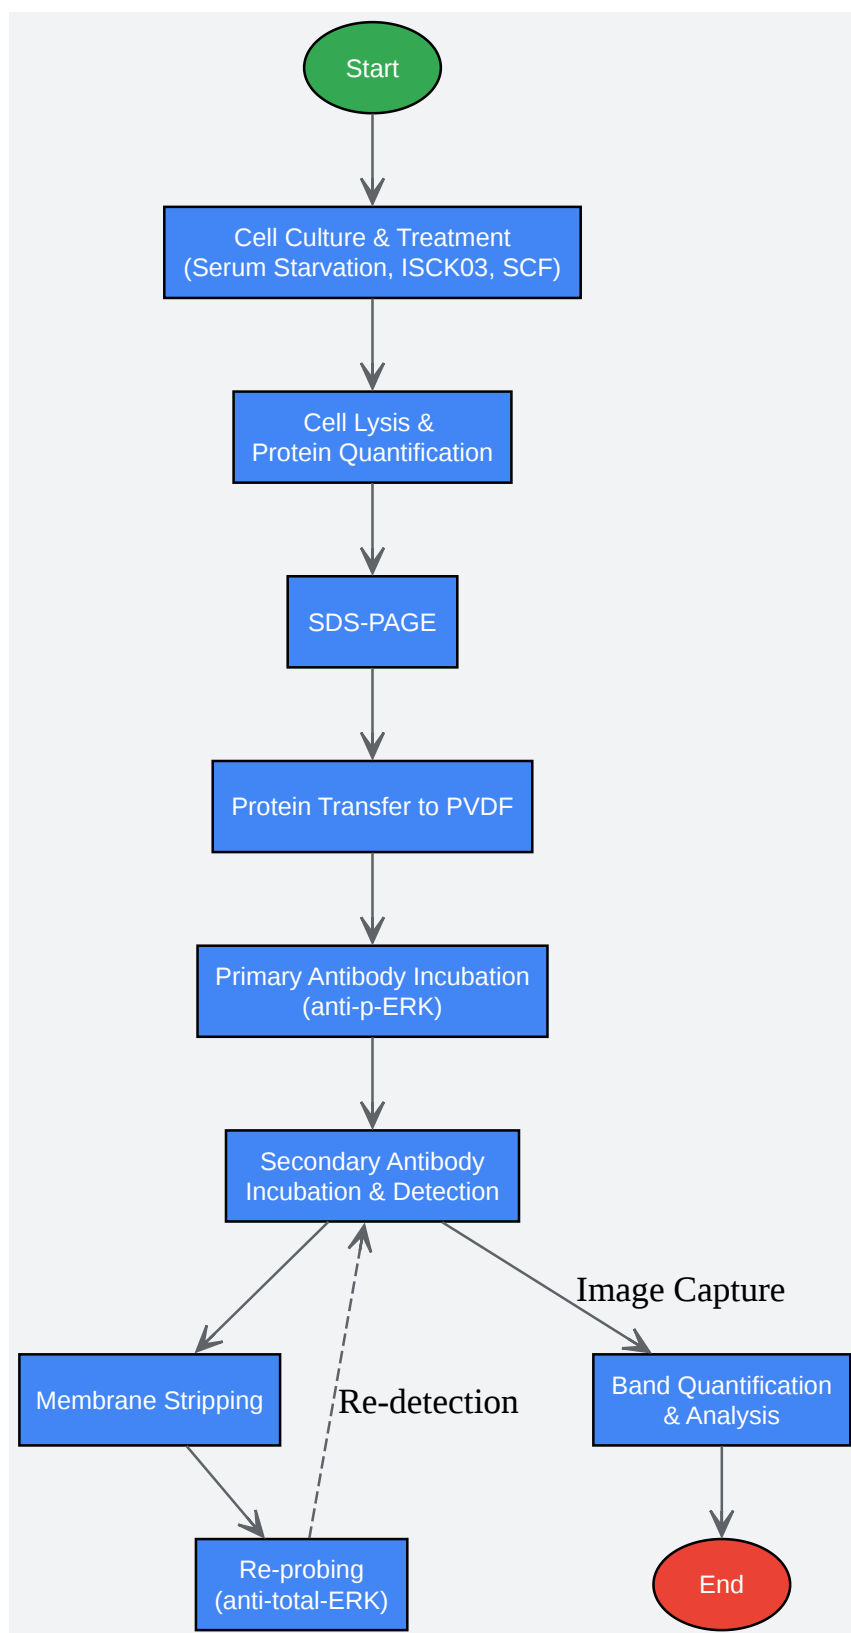 Start
Cell Culture & Treatment
(Serum Starvation, ISCK03, SCF)
Cell Lysis &
Protein Quantification
SDS-PAGE
Protein Transfer to PVDF
Primary Antibody Incubation
(anti-p-ERK)
Secondary Antibody
Incubation & Detection
Image Capture
Membrane Stripping
Re-detection
Band Quantification
& Analysis
Re-probing
(anti-total-ERK)
End